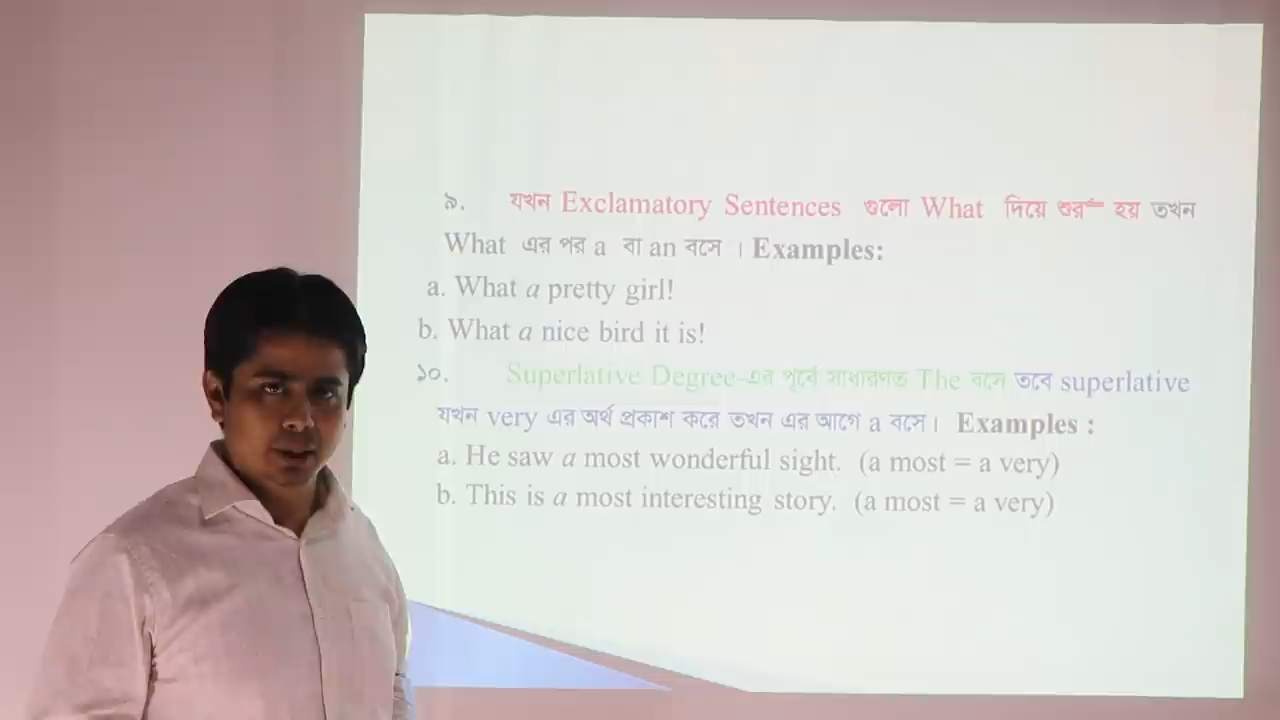 ৯. যখন Exclamatory Sentences গুলো What দিয়ে শুরু হয় তখন
What এর পর a বা an বসে । Examples:
a. What a pretty girl!
b. What a nice bird it is!
১০. Superlative Degree-এর পূর্বে সাধারণত The বসে তবে superlative
যখন very এর অর্থ প্রকাশ করে তখন এর আগে a বসে। Examples :
a. He saw a most wonderful sight. (a most = a very)
b. This is a most interesting story. (a most = a very)